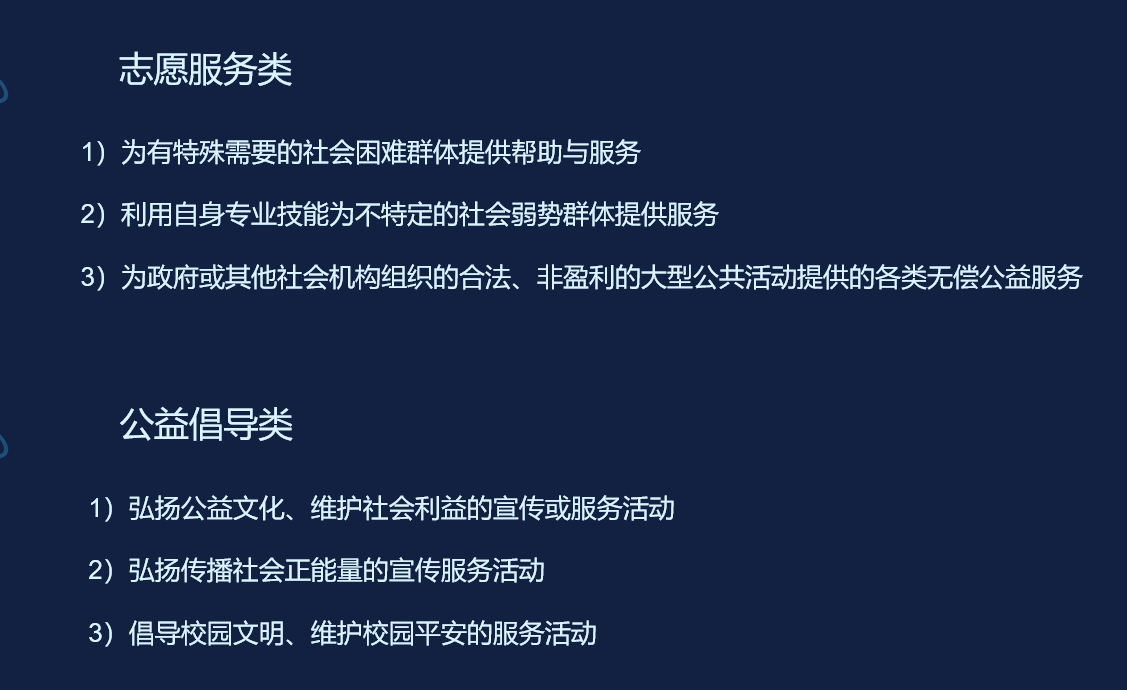 志愿服务类
1）为有特殊需要的社会困难群体提供帮助与服务
2）利用自身专业技能为不特定的社会弱势群体提供服务
3）为政府或其他社会机构组织的合法、非盈利的大型公共活动提供的各类无偿公益服务
公益倡导类
1）弘扬公益文化、维护社会利益的宣传或服务活动
2）弘扬传播社会正能量的宣传服务活动
3）倡导校园文明、维护校园平安的服务活动